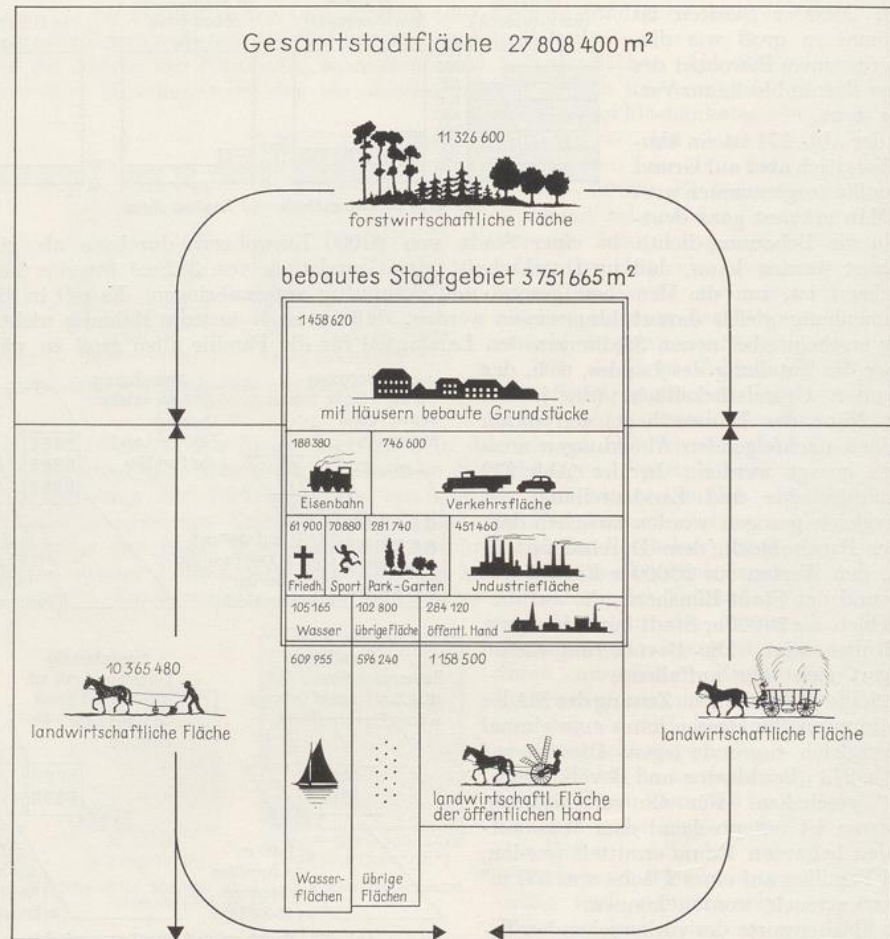 Gesamtstadtfläche 27 808 400 m²
11 326 600
forstwirtschaftliche Fläche
bebautes Stadtgebiet 3 751 665 m²
1 458 620
mit Häusern bebaute Grundstücke
188 380
746 600
Eisenbahn
Verkehrsfläche
61 900
70880
281 740
451 460
Friedh.
Sport
Park-Garten
Jndustriefläche
105 165
102 800
284 120
Wasser
übrige Fläche
öffentl. Hand
609 955
596 240
1 158 500
10 365 480
landwirtschaftliche Fläche
landwirtschaftliche Fläche
landwirtschaftl. Fläche
der öffentlichen Hand
Wasser-
flächen
übrige
Flächen